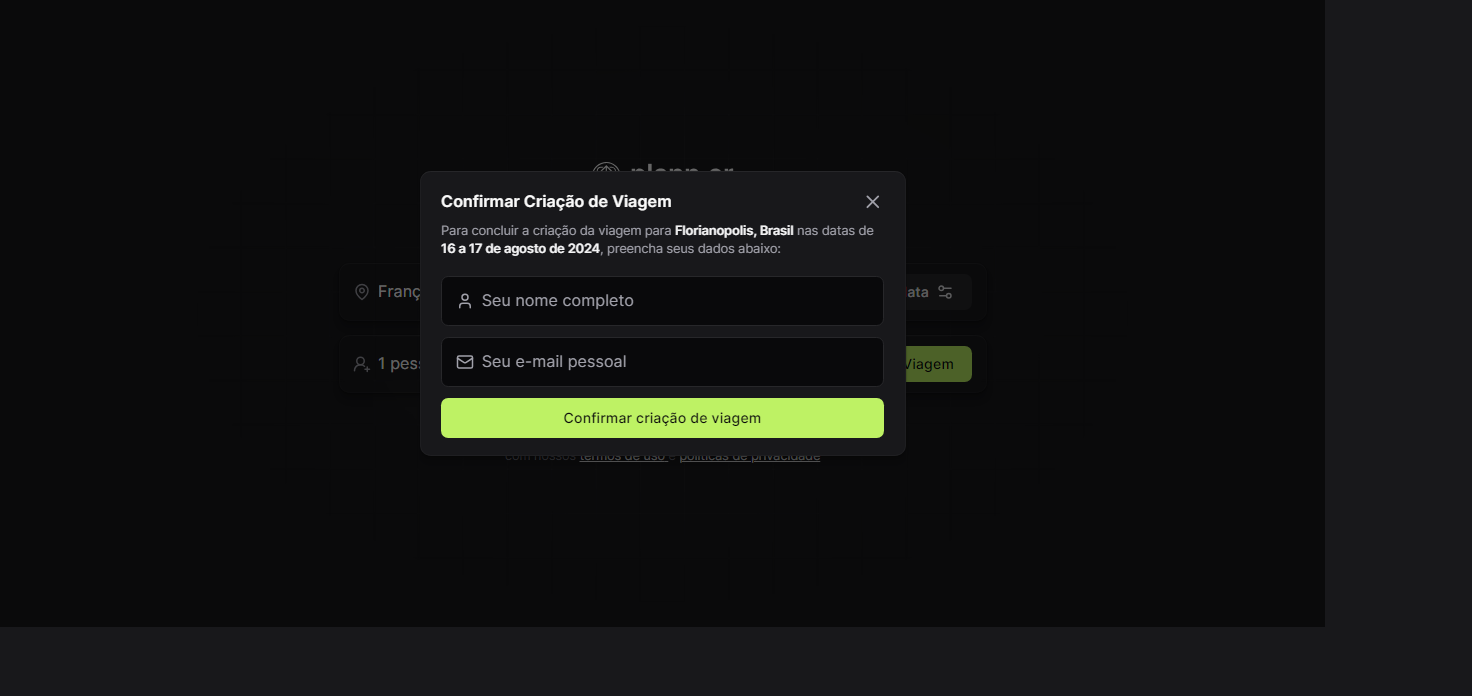 Confirmar Criação de Viagem
Para concluir a criação da viagem para Florianopolis, Brasil nas datas de
16 a 17 de agosto de 2024, preencha seus dados abaixo:
Franç
ata
Seu nome completo
1 pess
Viagem
Seu e-mail pessoal
Confirmar criação de viagem
com nossos termos de uso e políticas de privacidade